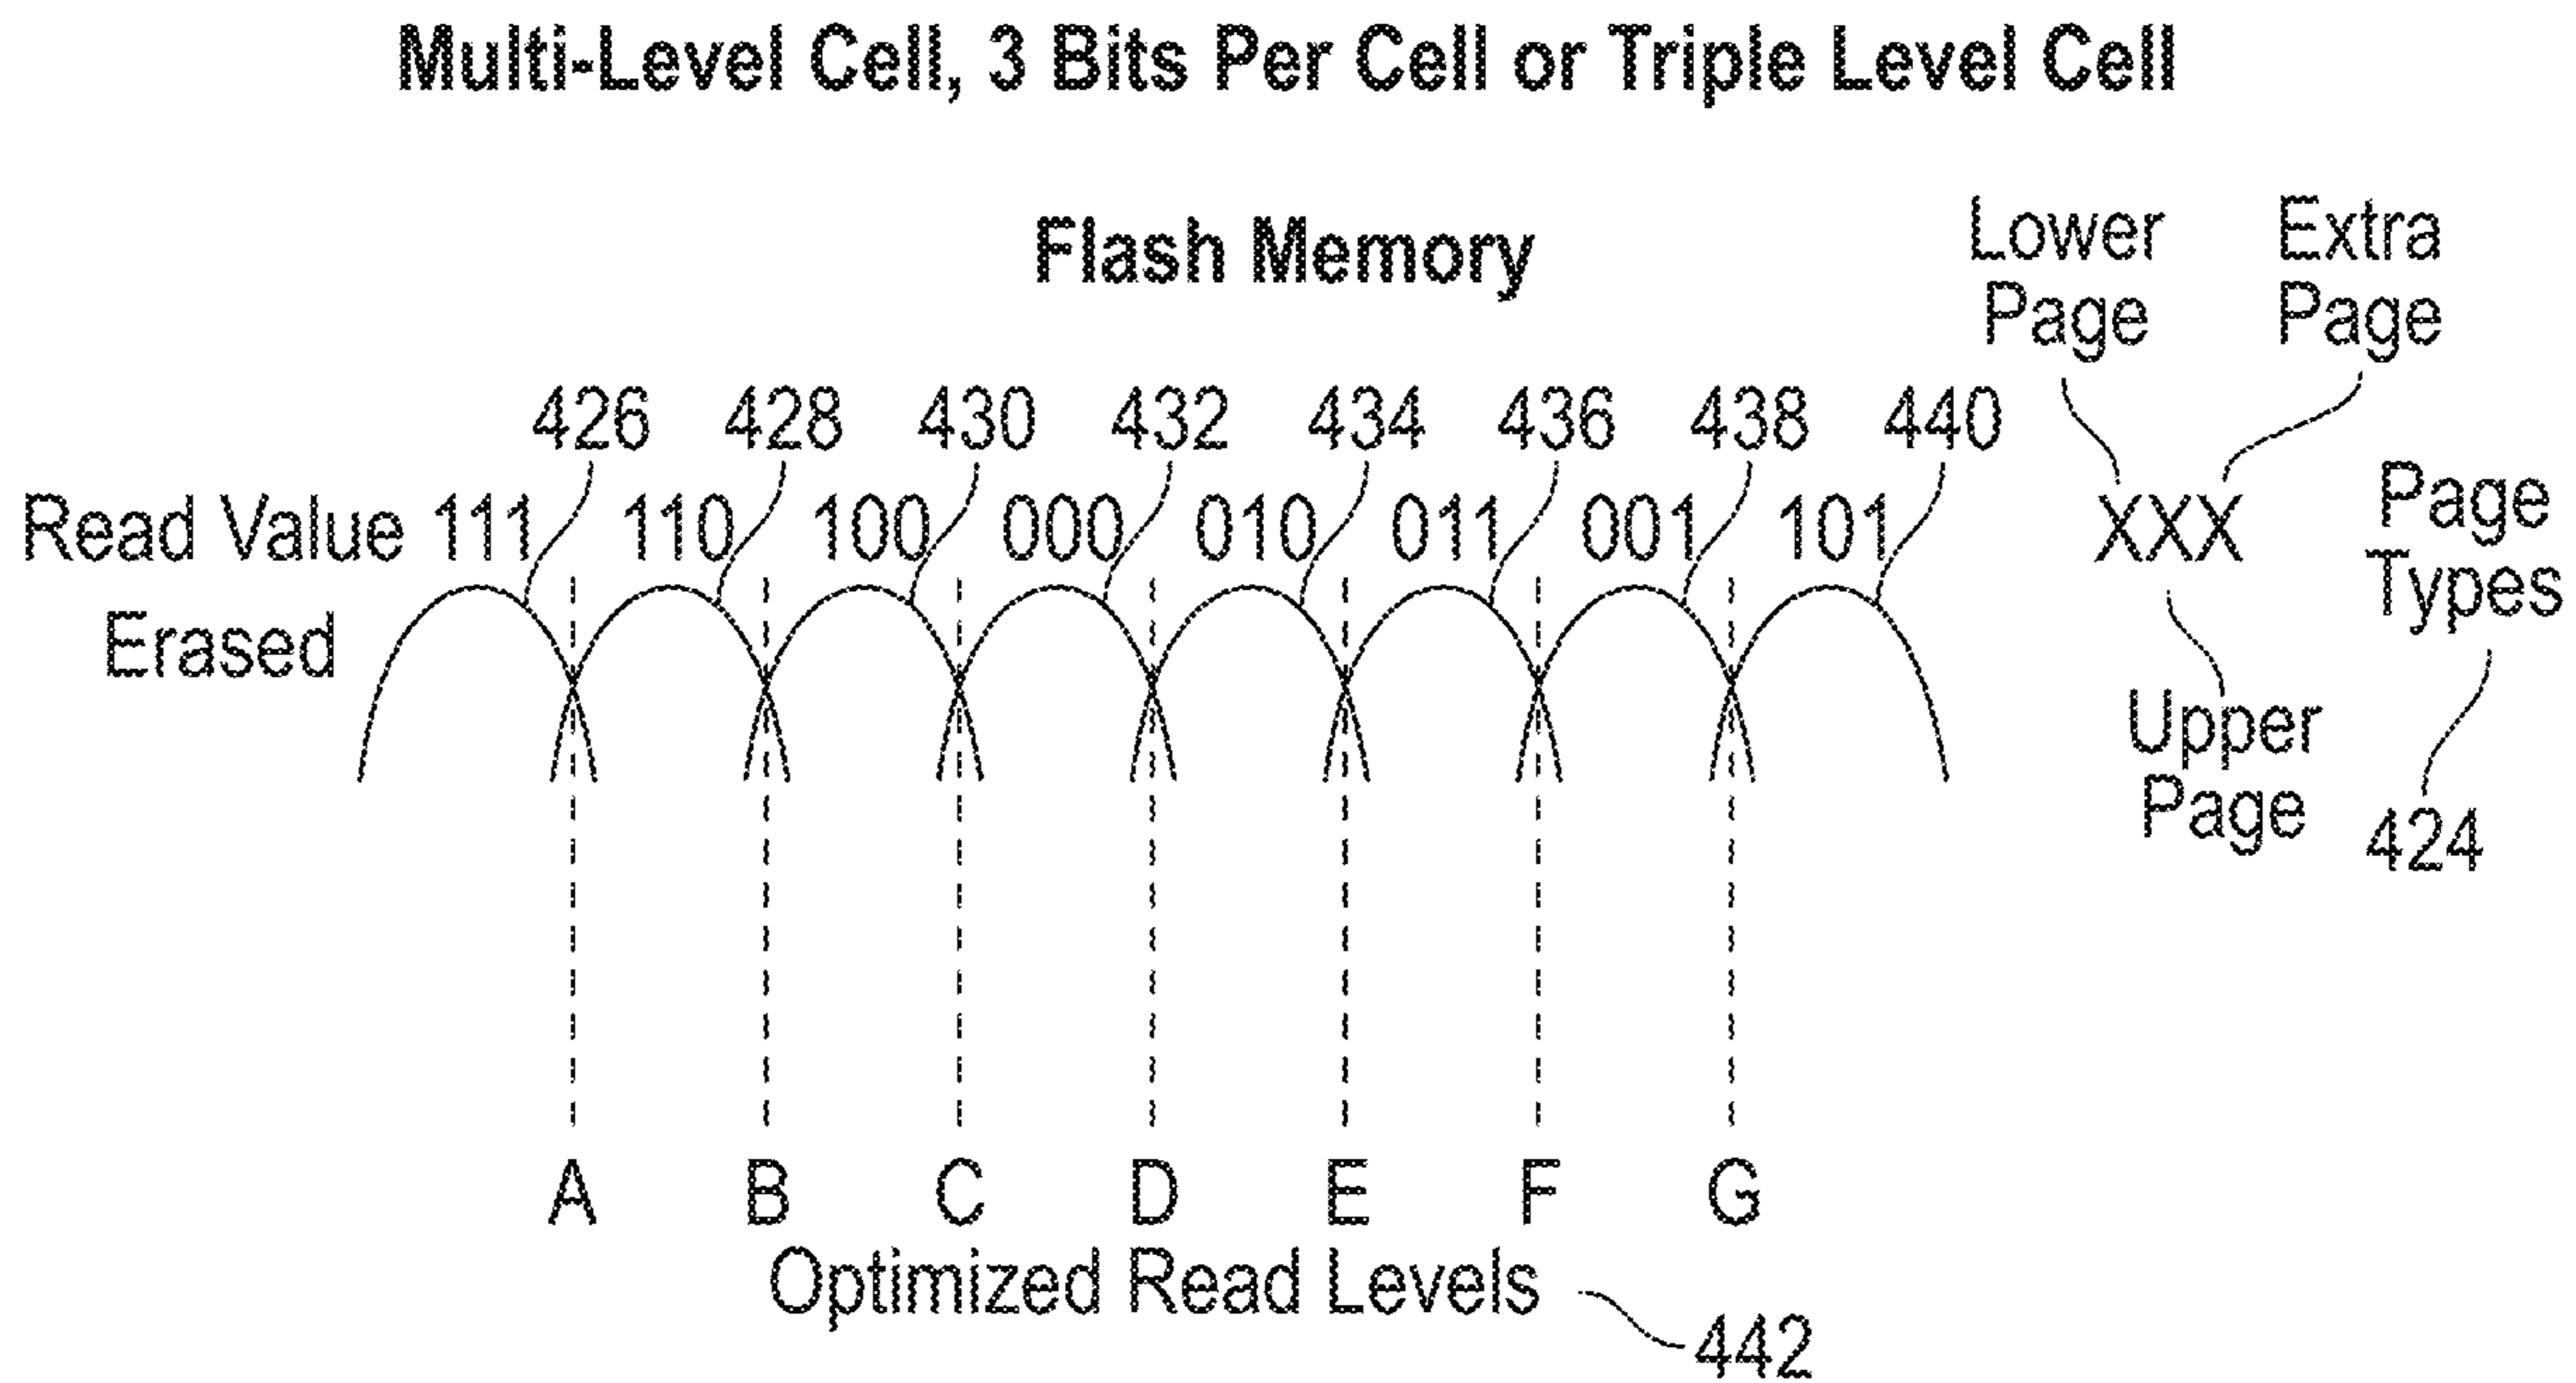 Multi-Level Cell, 3 Bits Per Cell or Triple Level Cell
Flash Memory
Lower Page
Extra Page
426 428 430 432 434 436 438 440
Read Value 111 110 100 000 010 011 001 101
XXX
Page Types
Erased
Upper Page
424
A B C D E F G
Optimized Read Levels
442